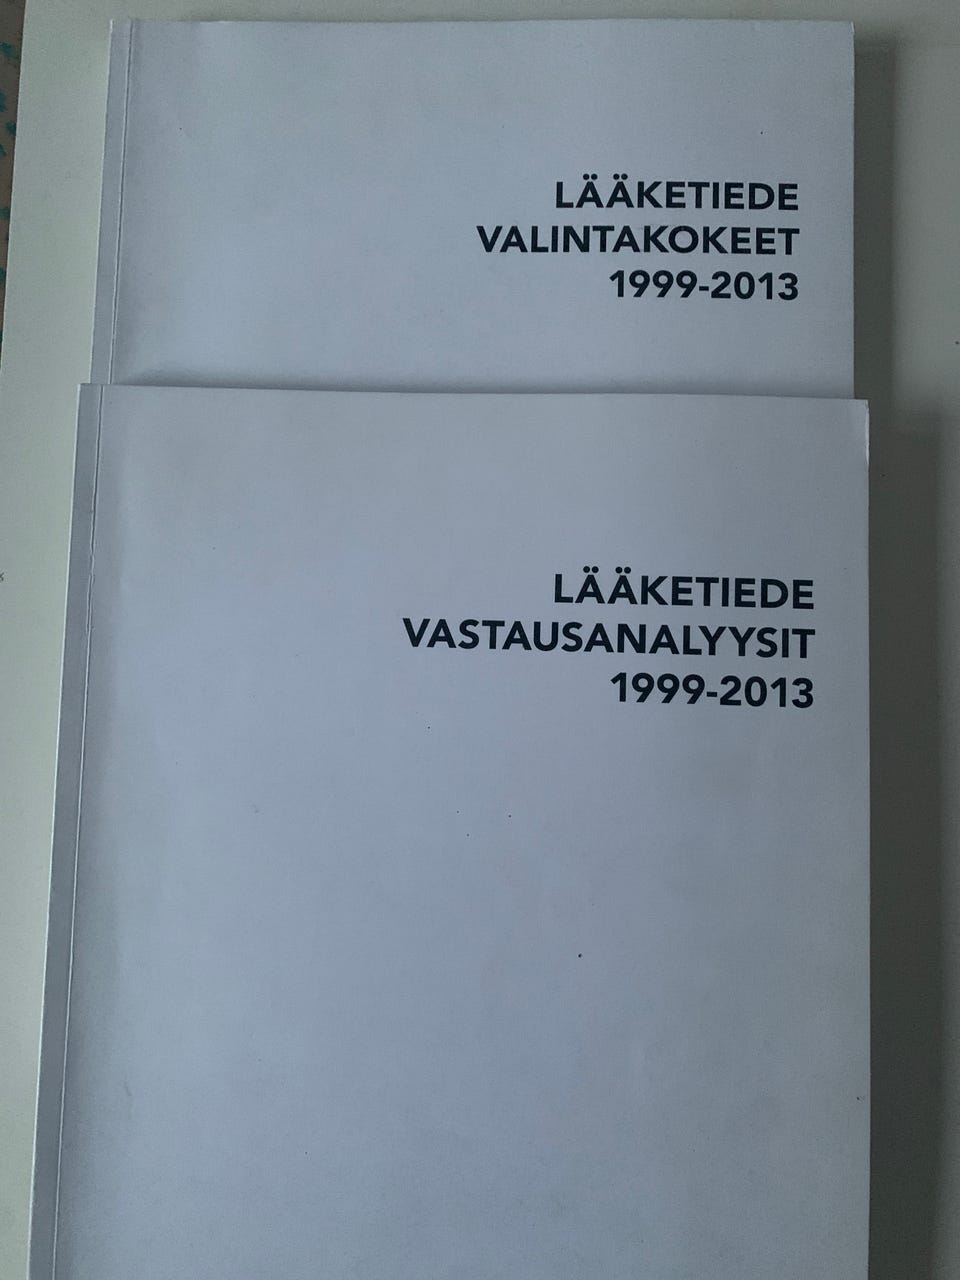 LÄÄKETIEDE
VALINTAKOKEET
1999-2013
LÄÄKETIEDE
VASTAUSANALYYSIT
1999-2013